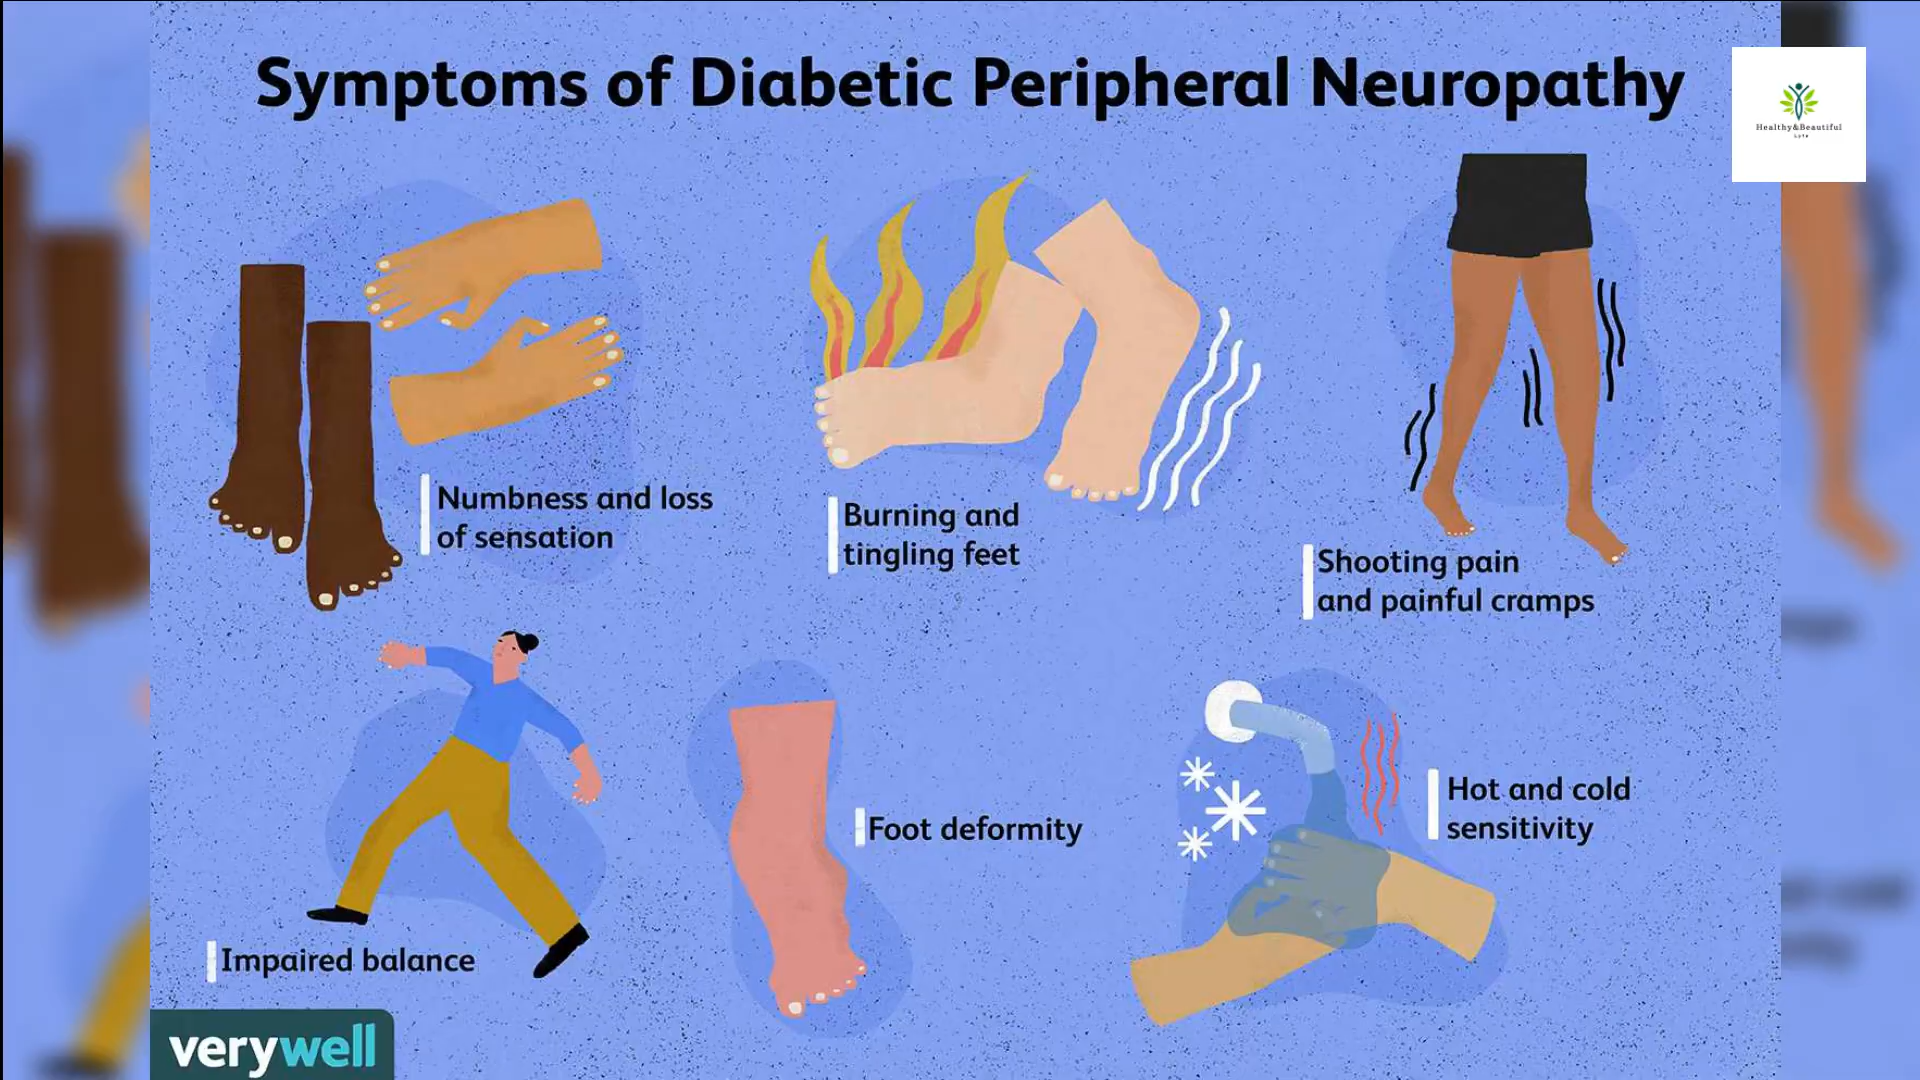 Symptoms of Diabetic Peripheral Neuropathy
Healthy&Beautiful
Numbness and loss
of sensation
Burning and
tingling feet
Shooting pain
and painful cramps
Impaired balance
Foot deformity
Hot and cold
sensitivity
verywell